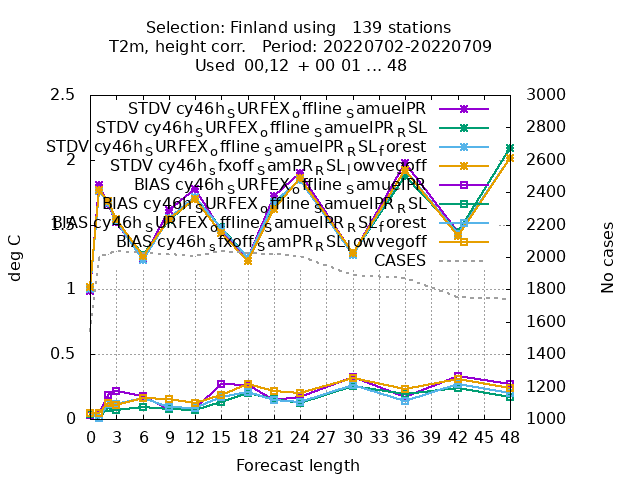 Selection: Finland using   139 stations
T2m, height corr.   Period: 20220702-20220709
Used  00,12  + 00 01 ... 48
2.5
2
1.5
1
0.5
0
deg C
3000
2800
2600
2400
2200
2000
1800
1600
1400
1200
1000
No cases
STDV cy46h_SURFEX_offline_samuelPR
STDV cy46h_SURFEX_offline_samuelPR_RSL
STDV cy46h_SURFEX_offline_samuelPR_RSL_forest
STDV cy46h_sfxoff_SamPR_RSL_lowvegoff
BIAS cy46h_SURFEX_offline_samuelPR
BIAS cy46h_SURFEX_offline_samuelPR_RSL
BIAS cy46h_SURFEX_offline_samuelPR_RSL_forest
BIAS cy46h_sfxoff_SamPR_RSL_lowvegoff
CASES
0 3 6 9 12 15 18 21 24 27 30 33 36 39 42 45 48
Forecast length